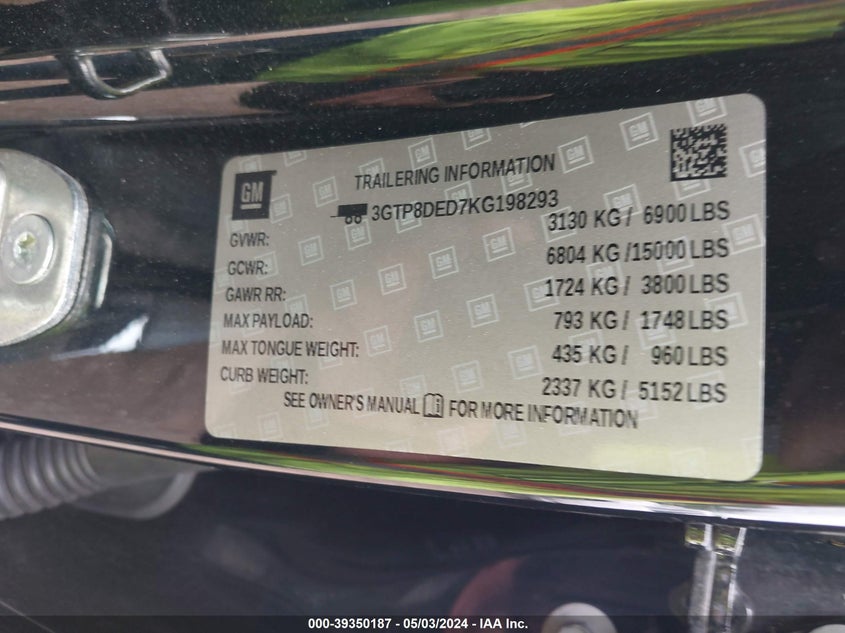 GM
TRAILERING INFORMATION
3GTP8DED7KG198293
GVWR: 3130 KG / 6900 LBS
GCWR: 6804 KG /15000 LBS
GAWR RR: 1724 KG / 3800 LBS
MAX PAYLOAD: 793 KG / 1748 LBS
MAX TONGUE WEIGHT: 435 KG / 960 LBS
CURB WEIGHT: 2337 KG / 5152 LBS
SEE OWNER'S MANUAL FOR MORE INFORMATION
000-39350187 - 05/03/2024 - IAA Inc.